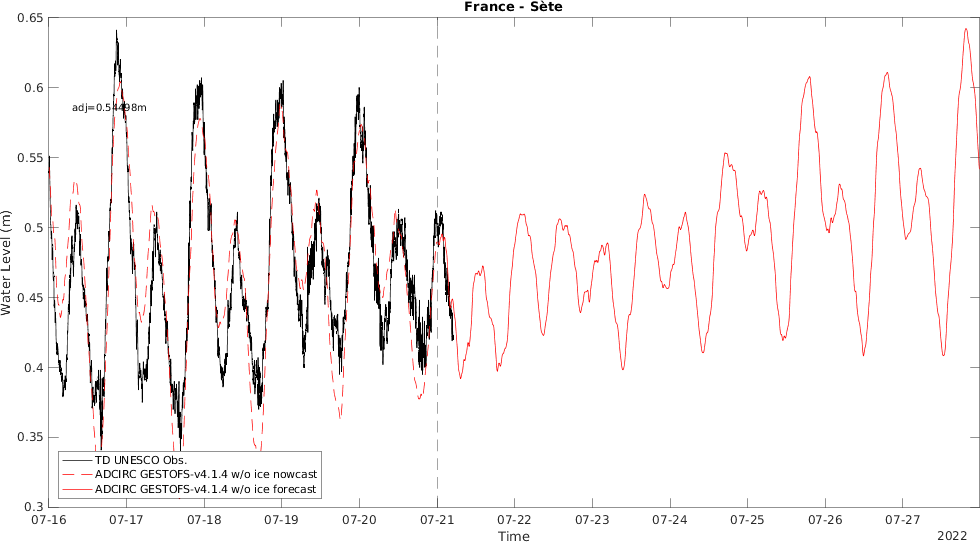 France - Sète
Water Level (m)
0.65
0.6
0.55
0.5
0.45
0.4
0.35
0.3
adj=0.54498m
TD UNESCO Obs.
ADCIRC GESTOFS-v4.1.4 w/o ice nowcast
ADCIRC GESTOFS-v4.1.4 w/o ice forecast
07-16 07-17 07-18 07-19 07-20 07-21 07-22 07-23 07-24 07-25 07-26 07-27
Time
2022